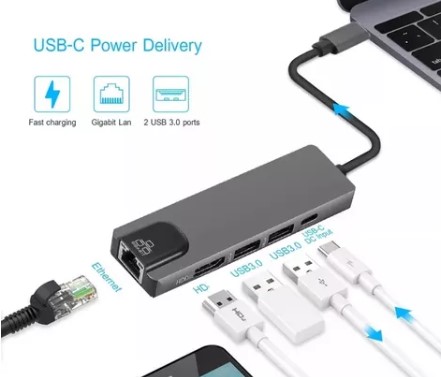 USB-C Power Delivery
Fast charging
Gigabit Lan
2 USB 3.0 ports
Ethernet
HD
USB3.0
USB3.0
USB-C
DC Input